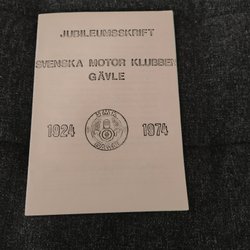 JUBILEUMSSKRIFT
SVENSKA MOTOR KLUBBEN
GÄVLE
1924
1974